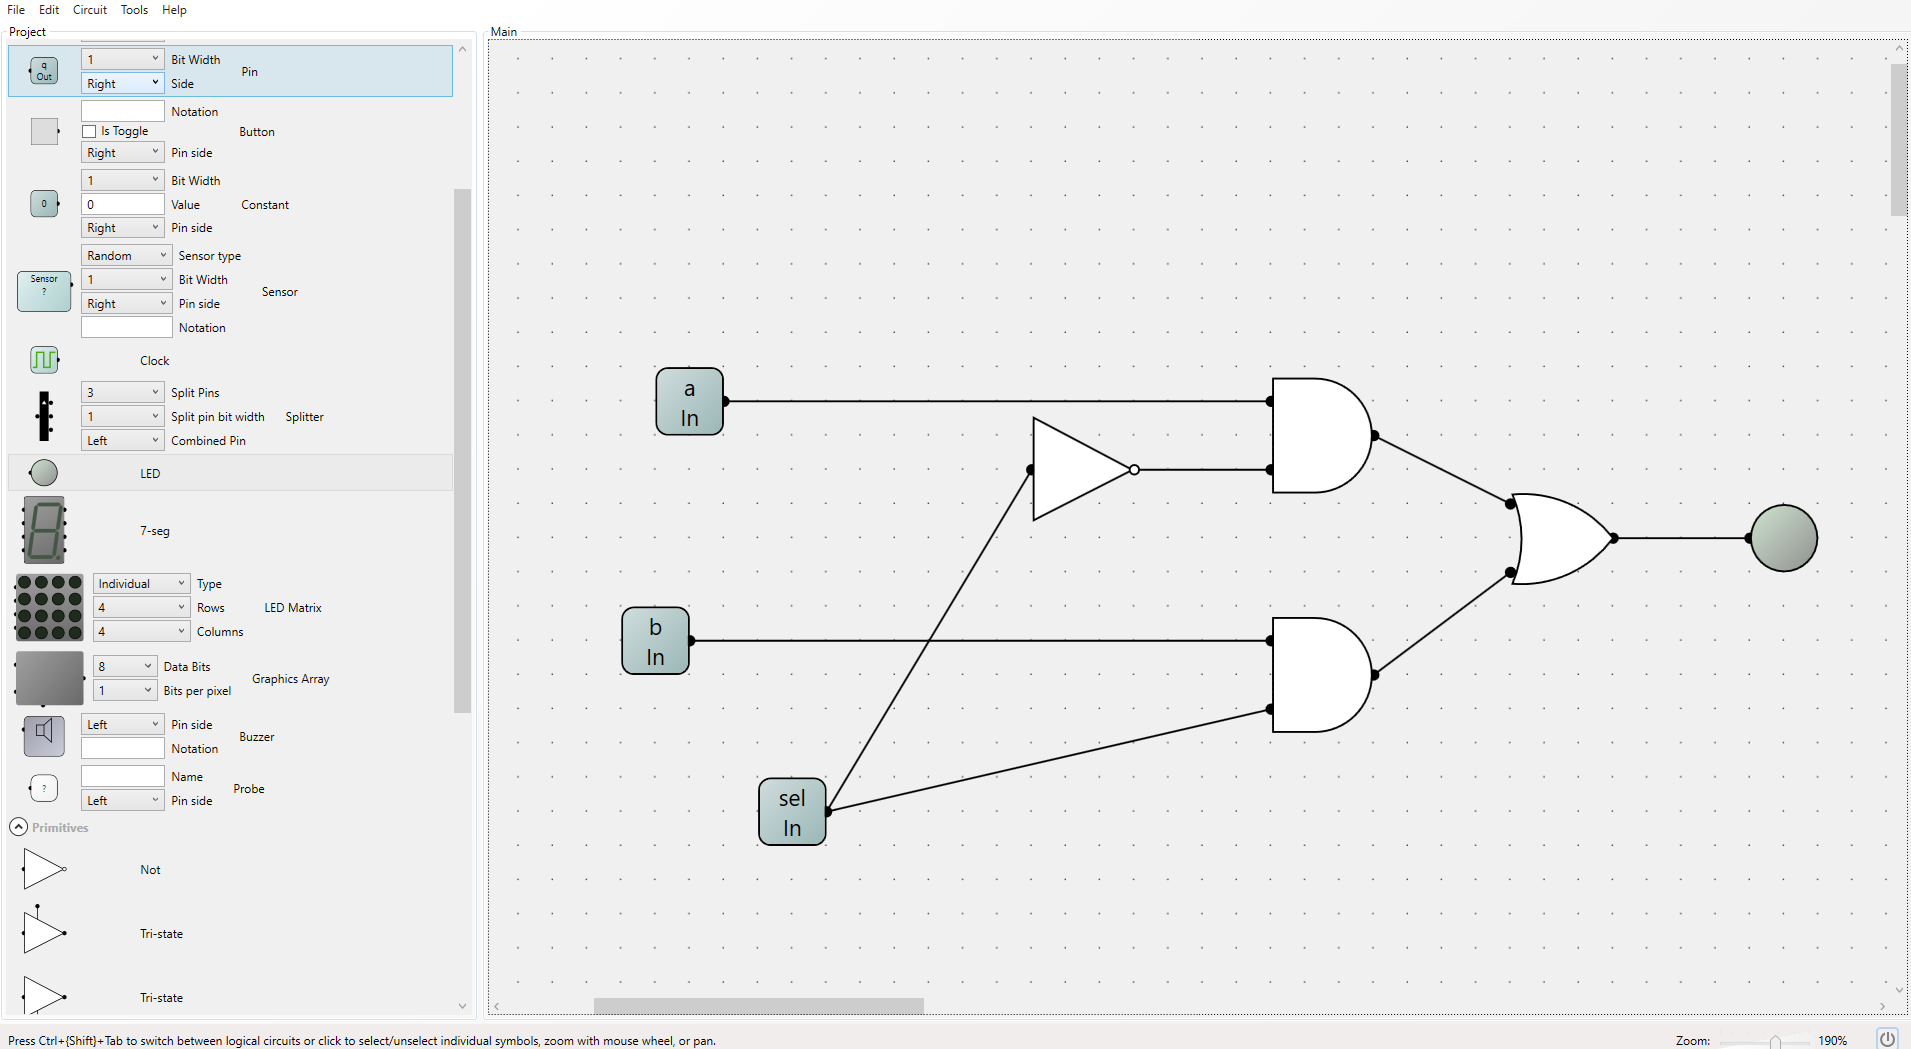 File Edit Circuit Tools Help
Project
q
Out
1 Bit Width
Pin
Right Side
Notation
Is Toggle
Button
Right Pin side
1 Bit Width
0
0 Value
Constant
Right Pin side
Random Sensor type
Sensor
?
1 Bit Width
Sensor
Right Pin side
Notation
Clock
3 Split Pins
1 Split pin bit width
Splitter
Left Combined Pin
LED
7-seg
Individual Type
4 Rows
LED Matrix
4 Columns
8 Data Bits
Graphics Array
1 Bits per pixel
Left Pin side
Buzzer
Notation
Name
?
Probe
Left Pin side
Primitives
Not
Tri-state
Tri-state
Main
a
In
b
In
sel
In
Press Ctrl+{Shift}+Tab to switch between logical circuits or click to select/unselect individual symbols, zoom with mouse wheel, or pan.
Zoom: 190%